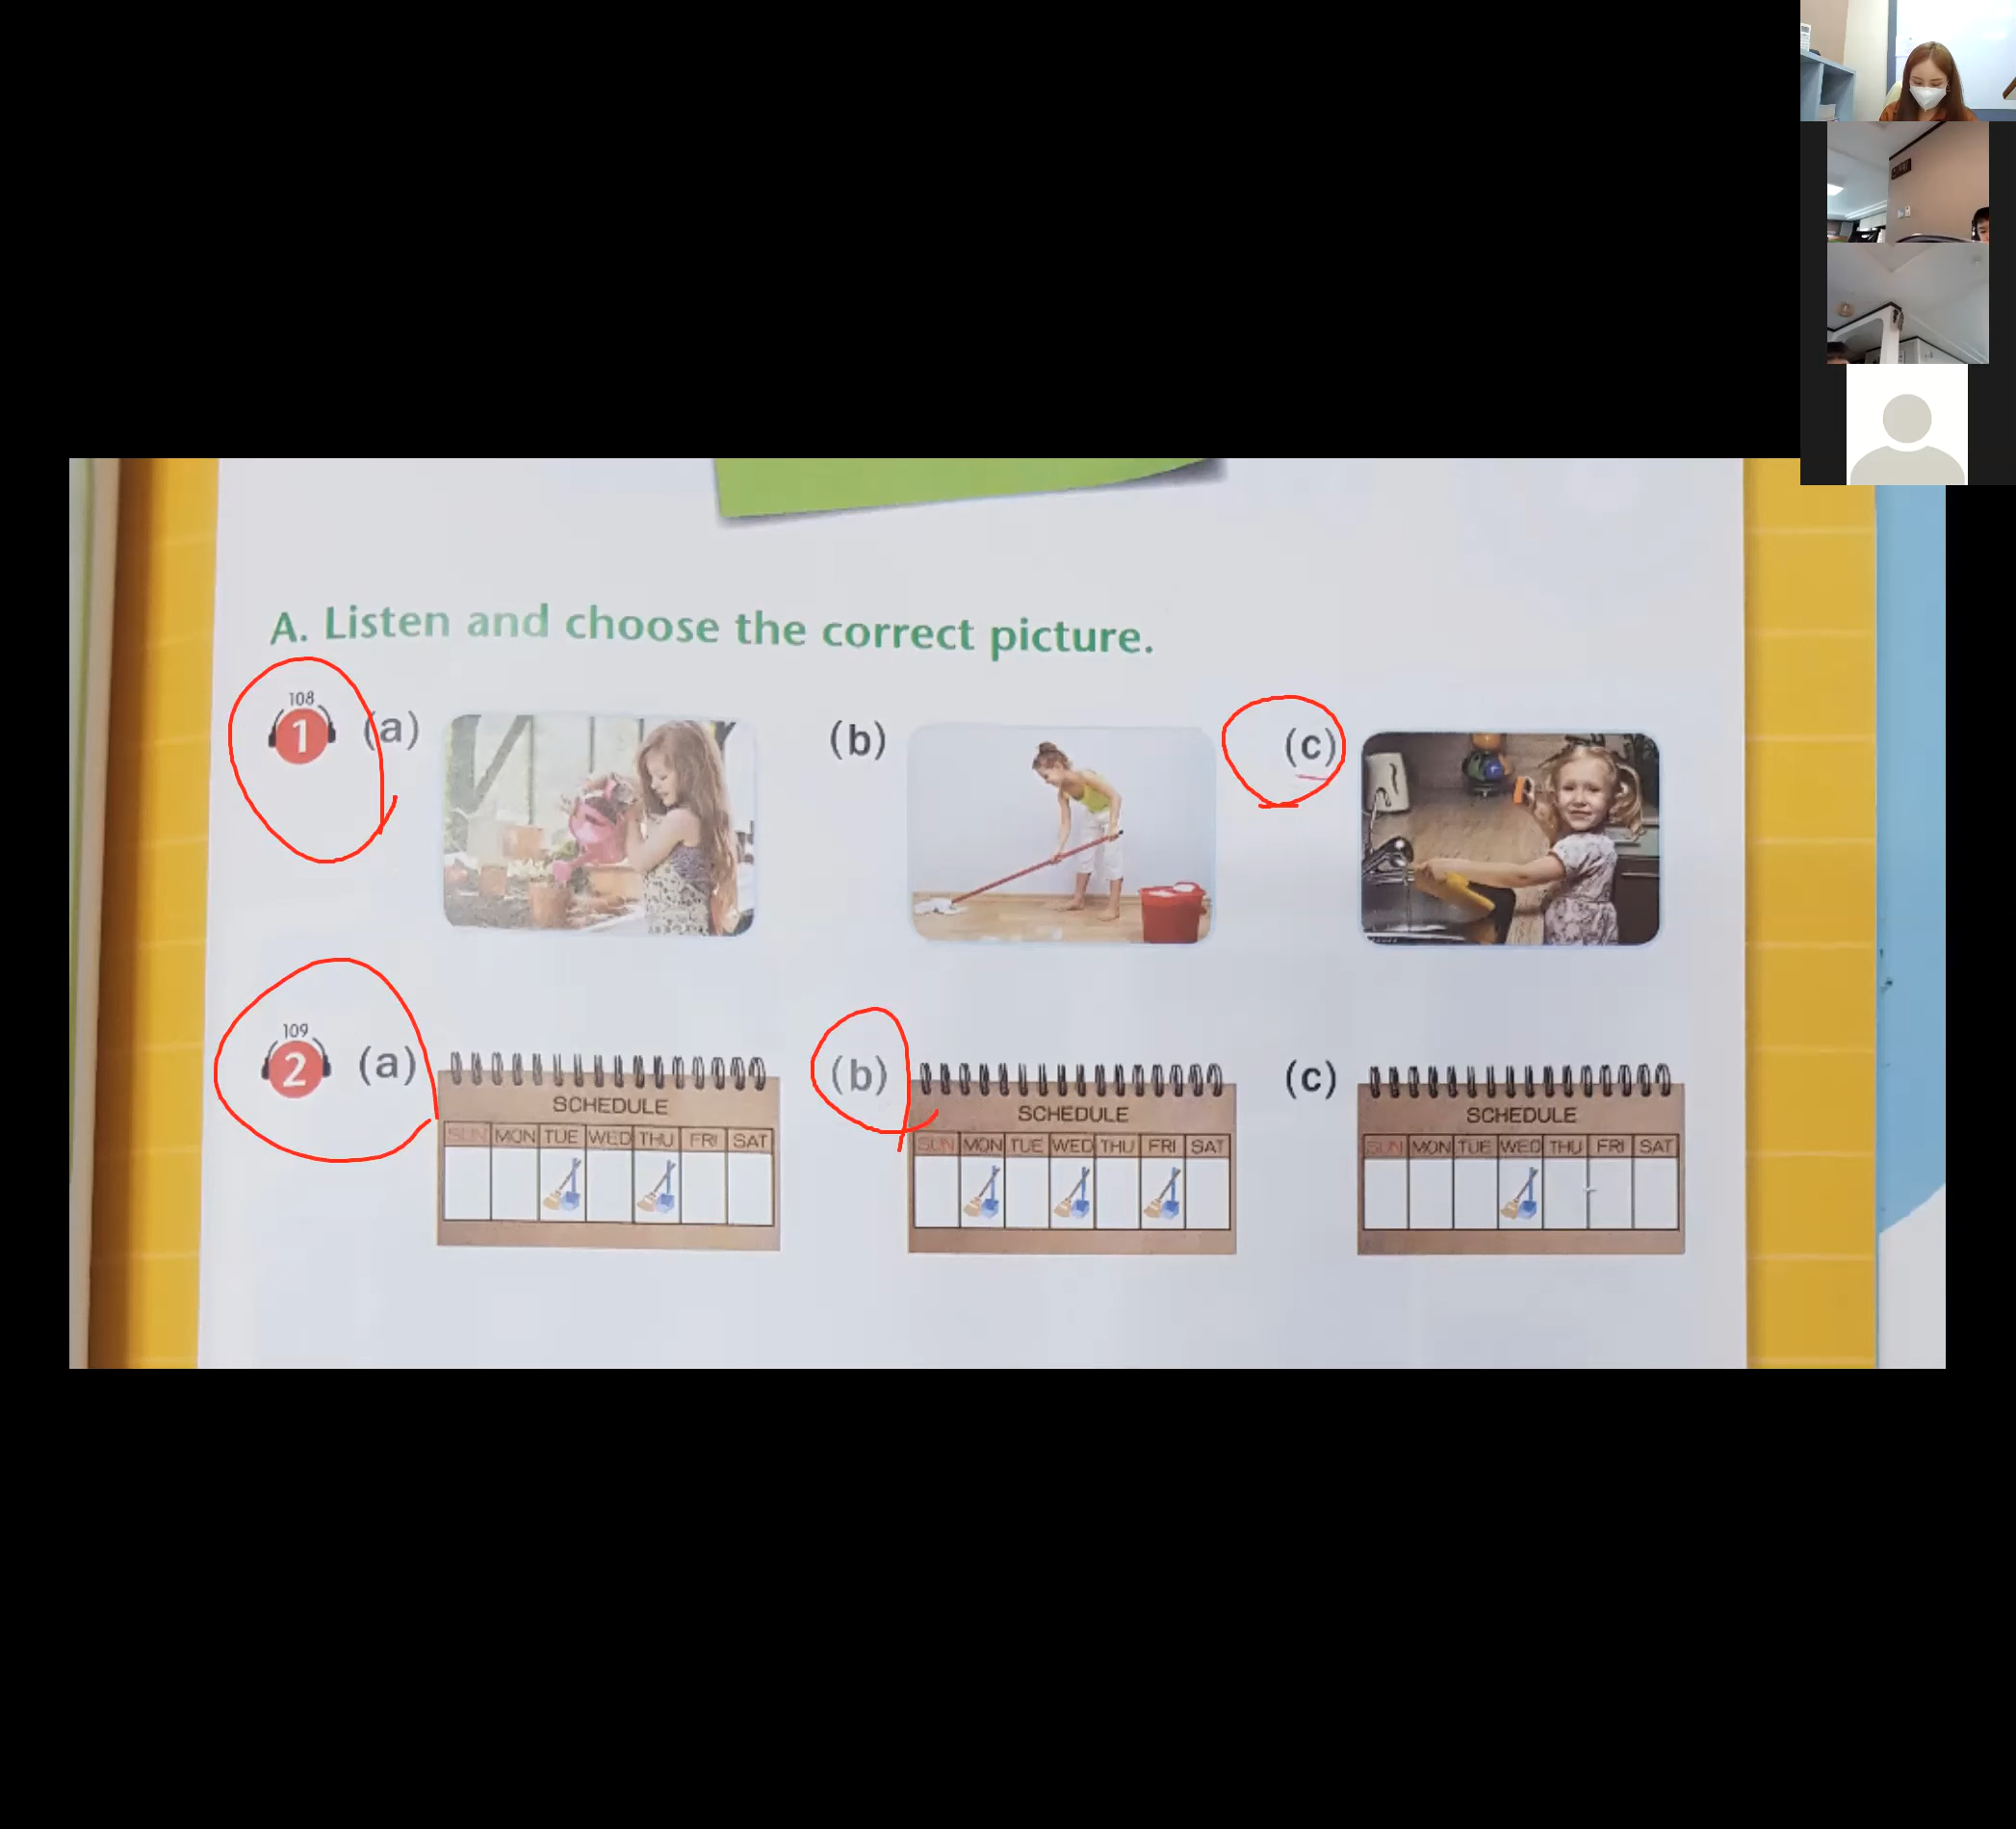 A. Listen and choose the correct picture.
108
1 (a) (b) (c)
109
2 (a) (b) (c)
SCHEDULE SCHEDULE SCHEDULE
SUN MON TUE WED THU FRI SAT SUN MON TUE WED THU FRI SAT SUN MON TUE WED THU FRI SAT